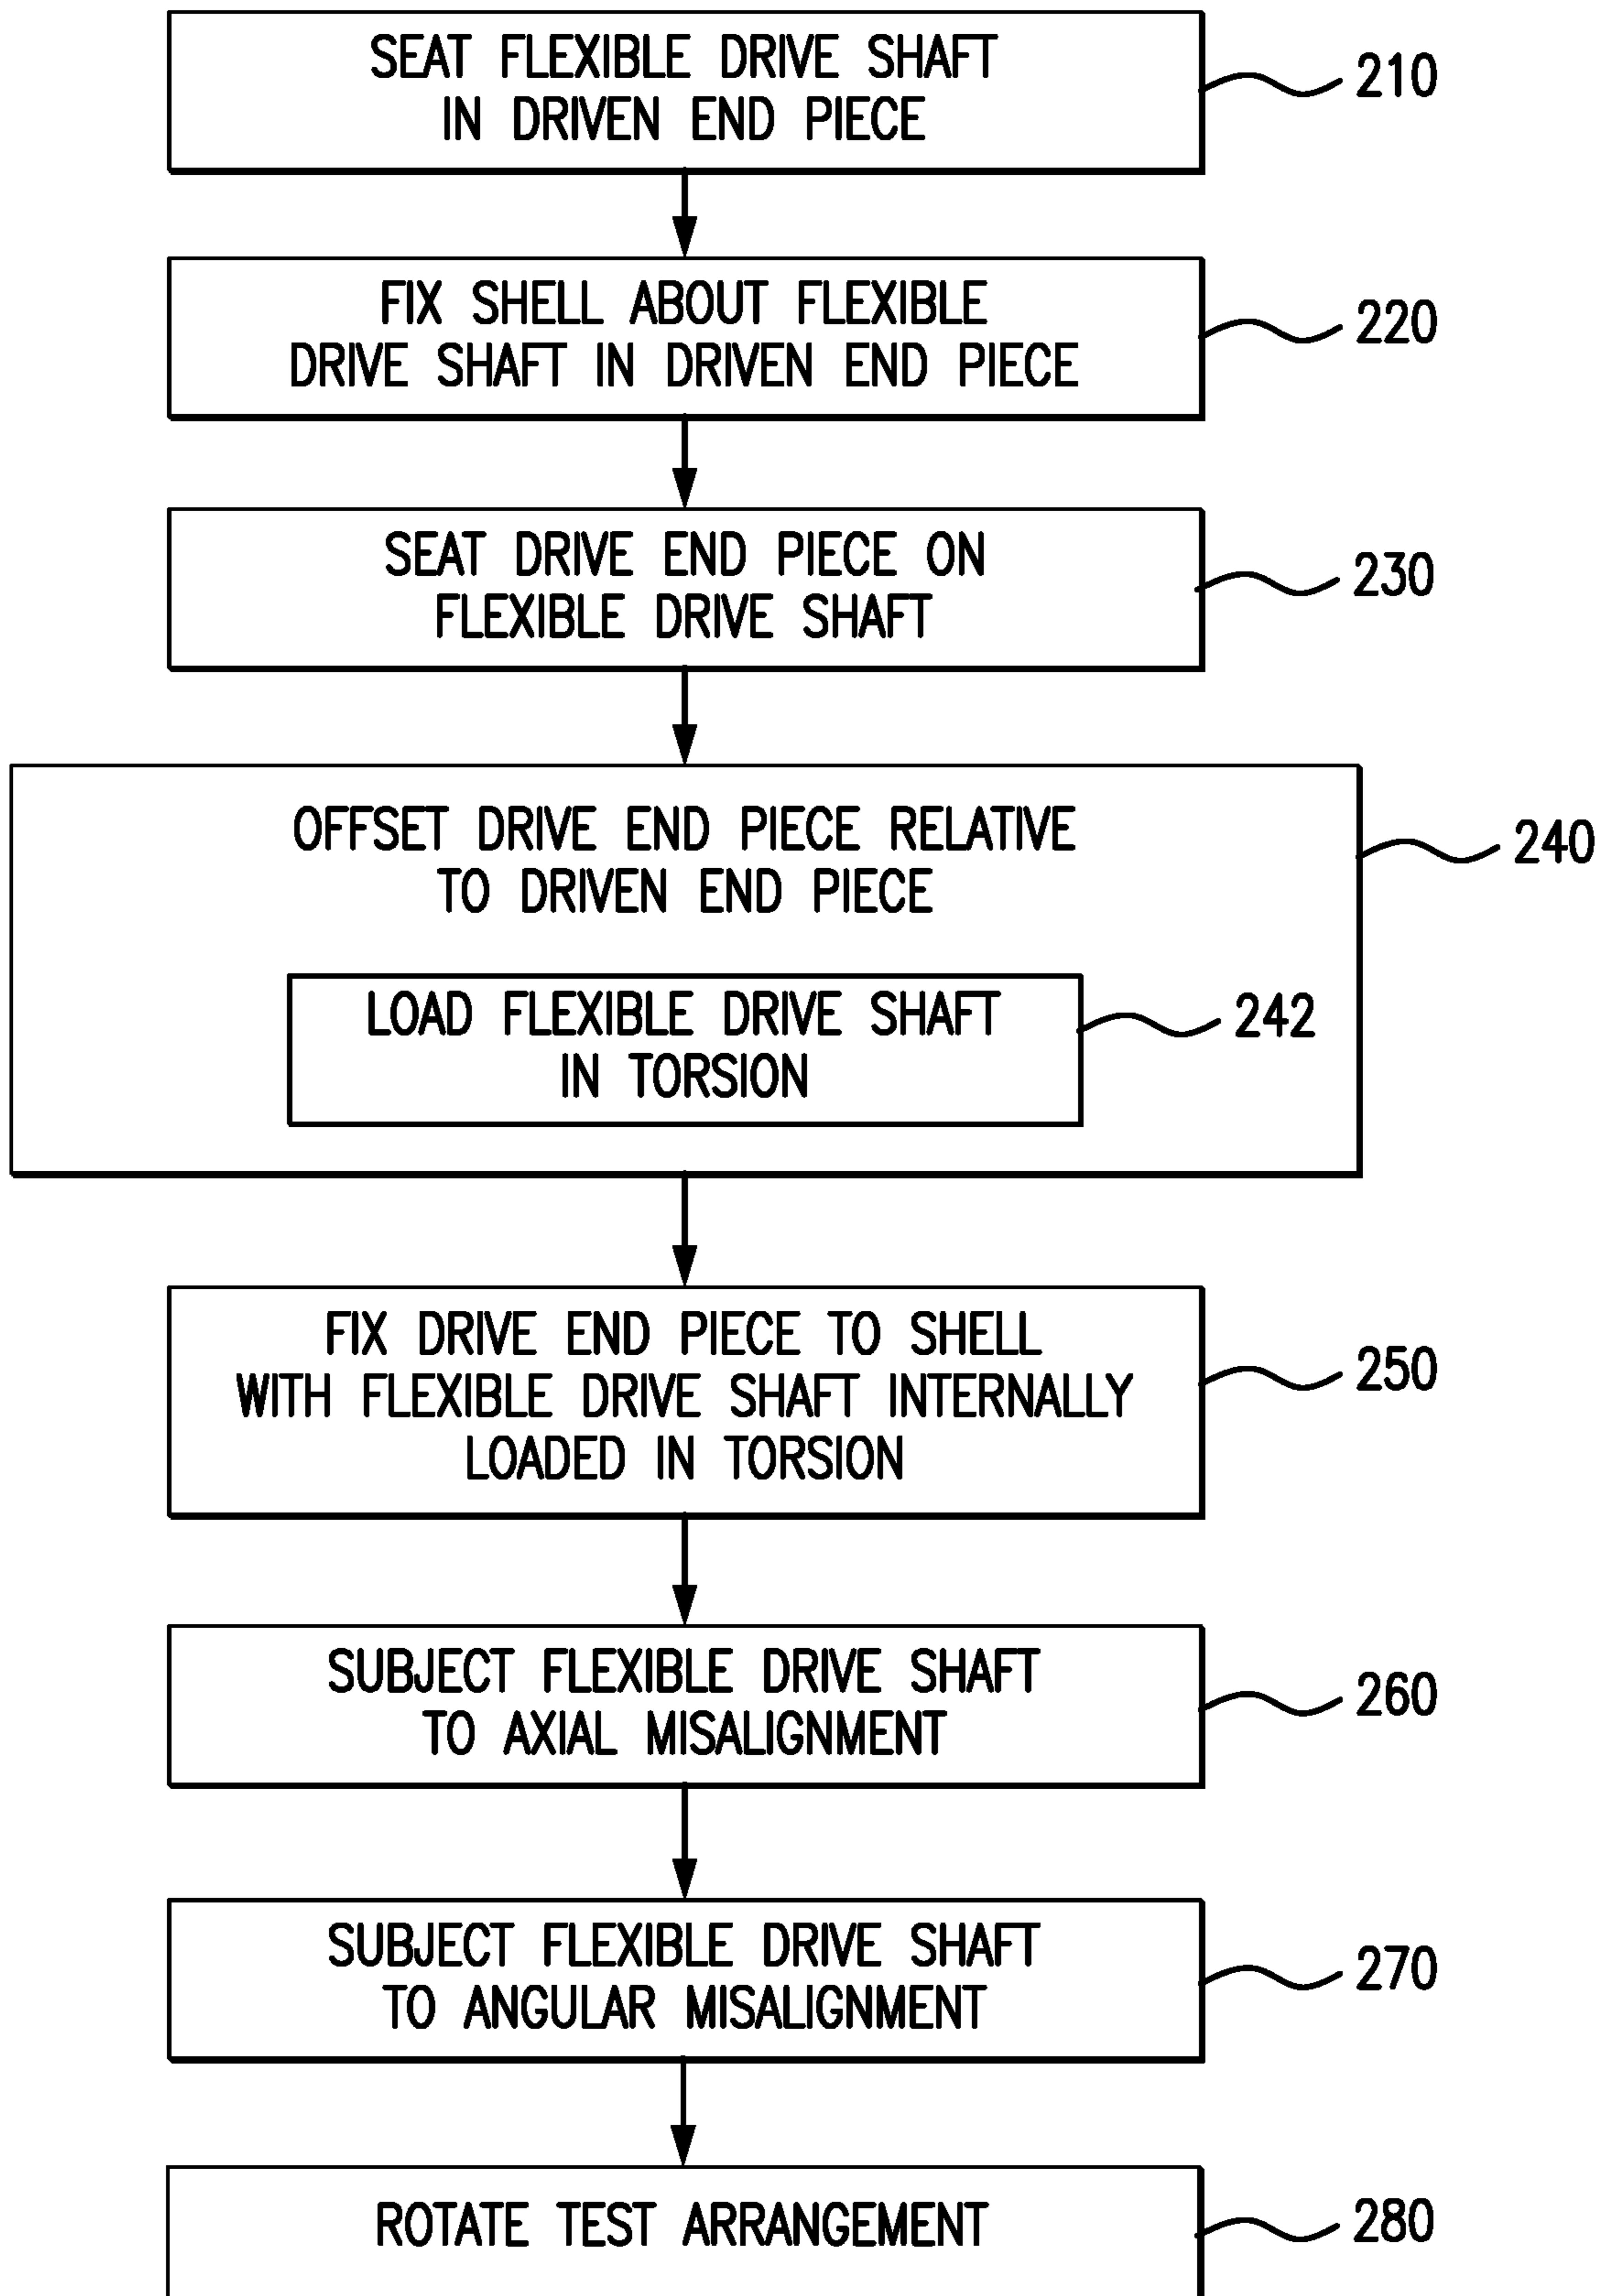 SEAT FLEXIBLE DRIVE SHAFT
IN DRIVEN END PIECE
210
FIX SHELL ABOUT FLEXIBLE
DRIVE SHAFT IN DRIVEN END PIECE
220
SEAT DRIVE END PIECE ON
FLEXIBLE DRIVE SHAFT
230
OFFSET DRIVE END PIECE RELATIVE
TO DRIVEN END PIECE
240
LOAD FLEXIBLE DRIVE SHAFT
IN TORSION
242
FIX DRIVE END PIECE TO SHELL
WITH FLEXIBLE DRIVE SHAFT INTERNALLY
LOADED IN TORSION
250
SUBJECT FLEXIBLE DRIVE SHAFT
TO AXIAL MISALIGNMENT
260
SUBJECT FLEXIBLE DRIVE SHAFT
TO ANGULAR MISALIGNMENT
270
ROTATE TEST ARRANGEMENT
280